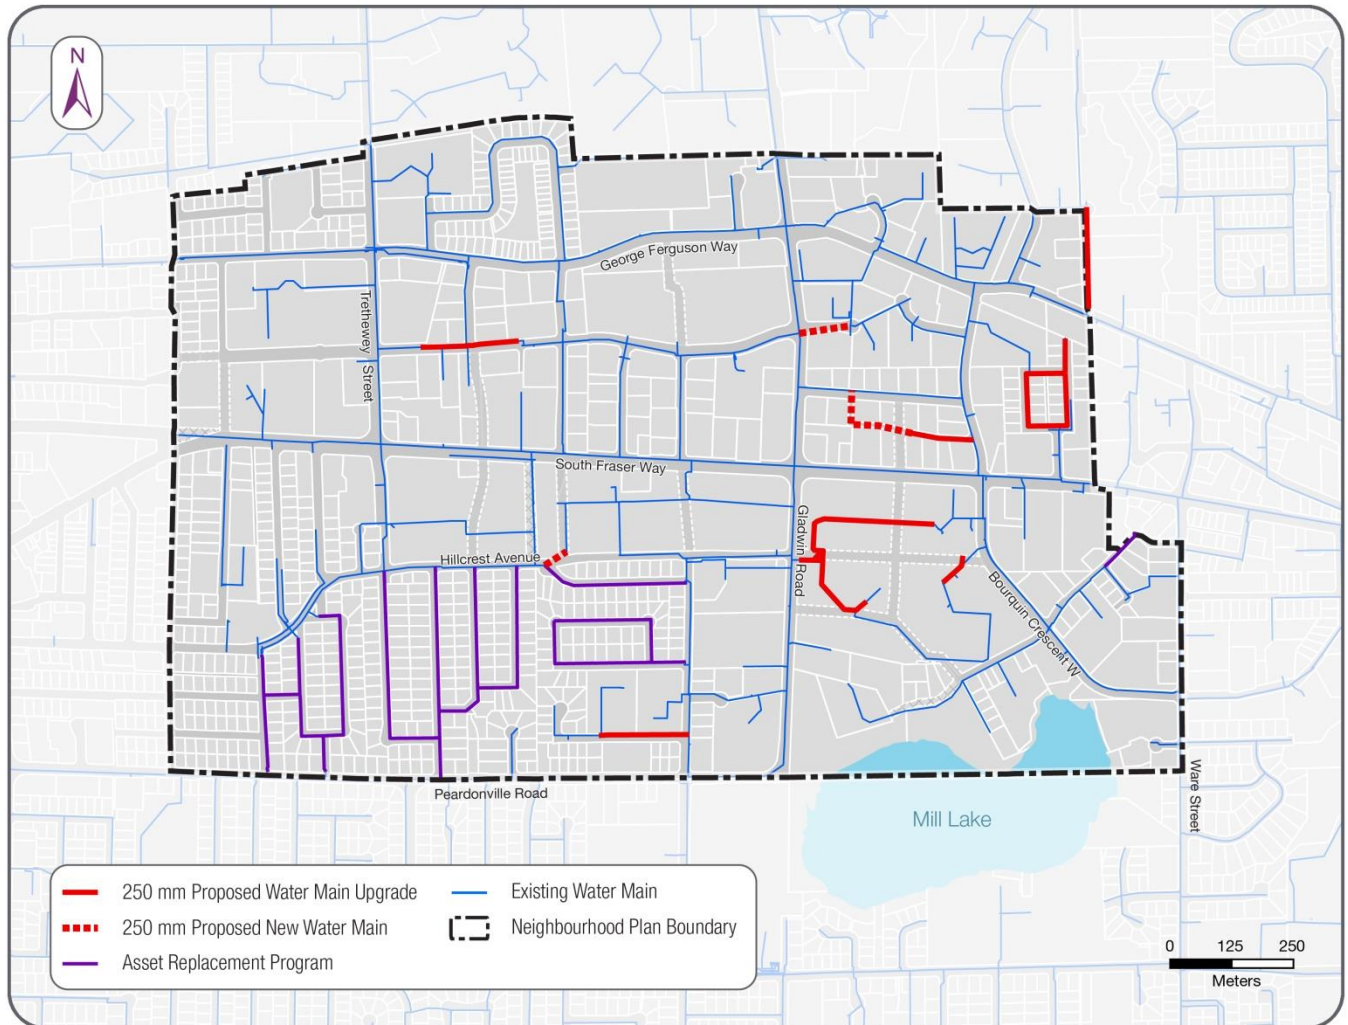 N
George Ferguson Way
Trethewey Street
South Fraser Way
Gladwin Road
Hillcrest Avenue
Bourquin Crescent W
Peardonville Road
Ware Street
Mill Lake
250 mm Proposed Water Main Upgrade
250 mm Proposed New Water Main
Asset Replacement Program
Existing Water Main
Neighbourhood Plan Boundary
0 125 250
Meters